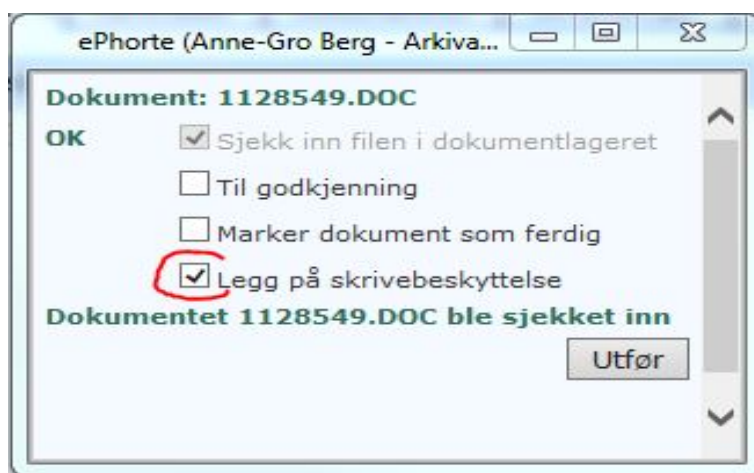 ePhorte (Anne-Gro Berg - Arkiva...
Dokument: 1128549.DOC
OK Sjekk inn filen i dokumentlageret
Til godkjenning
Marker dokument som ferdig
Legg på skrivebeskyttelse
Dokumentet 1128549.DOC ble sjekket inn
Utfør